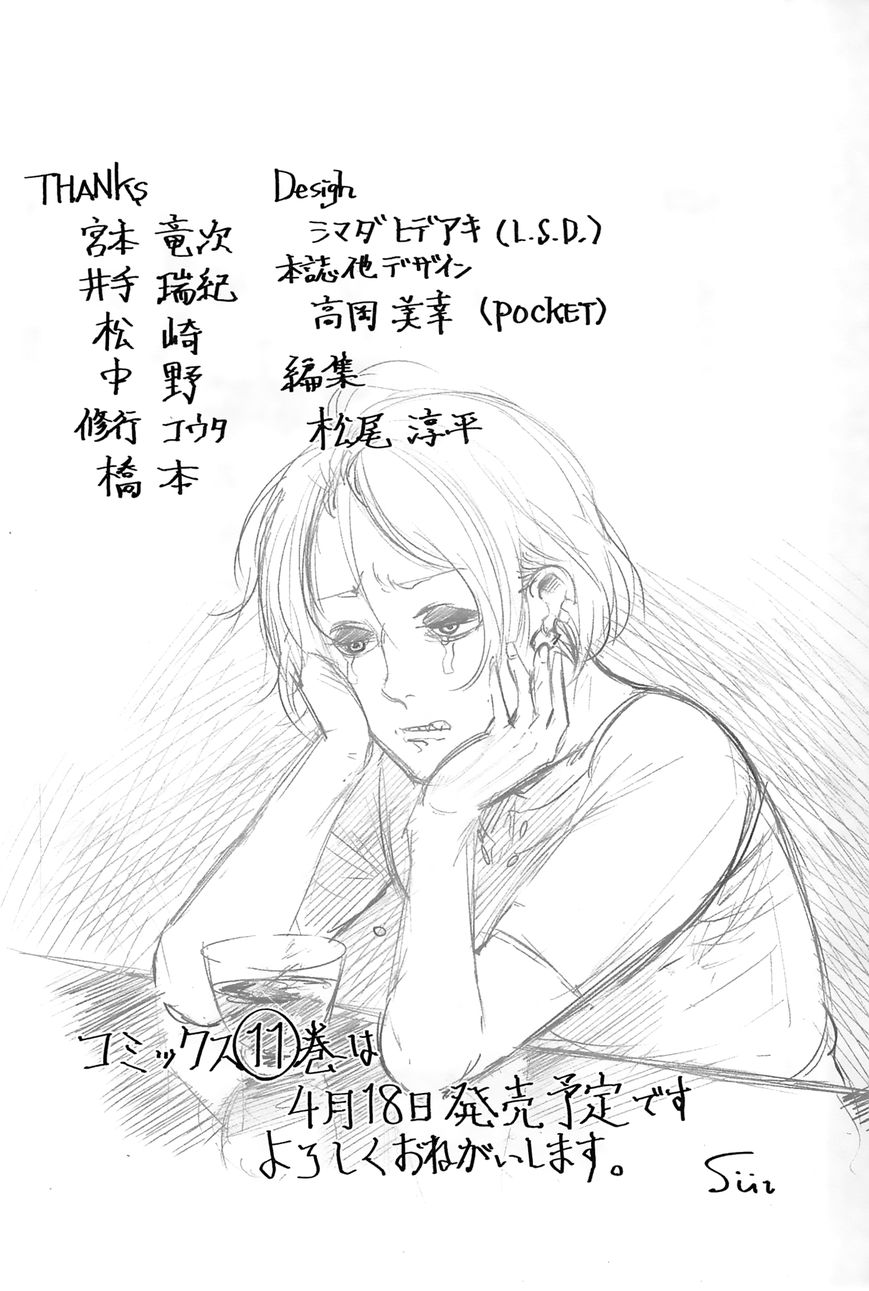 THANKS
宮本 竜次
井手 瑞紀
松崎
中野
修行 コウタ
橋本
Design
シマダ ヒデアキ (L.S.D.)
本誌他デザイン
高岡 美幸 (POCKET)
編集
松尾 淳平
コミックス⑪巻は
4月18日発売予定です
よろしくおねがいします。